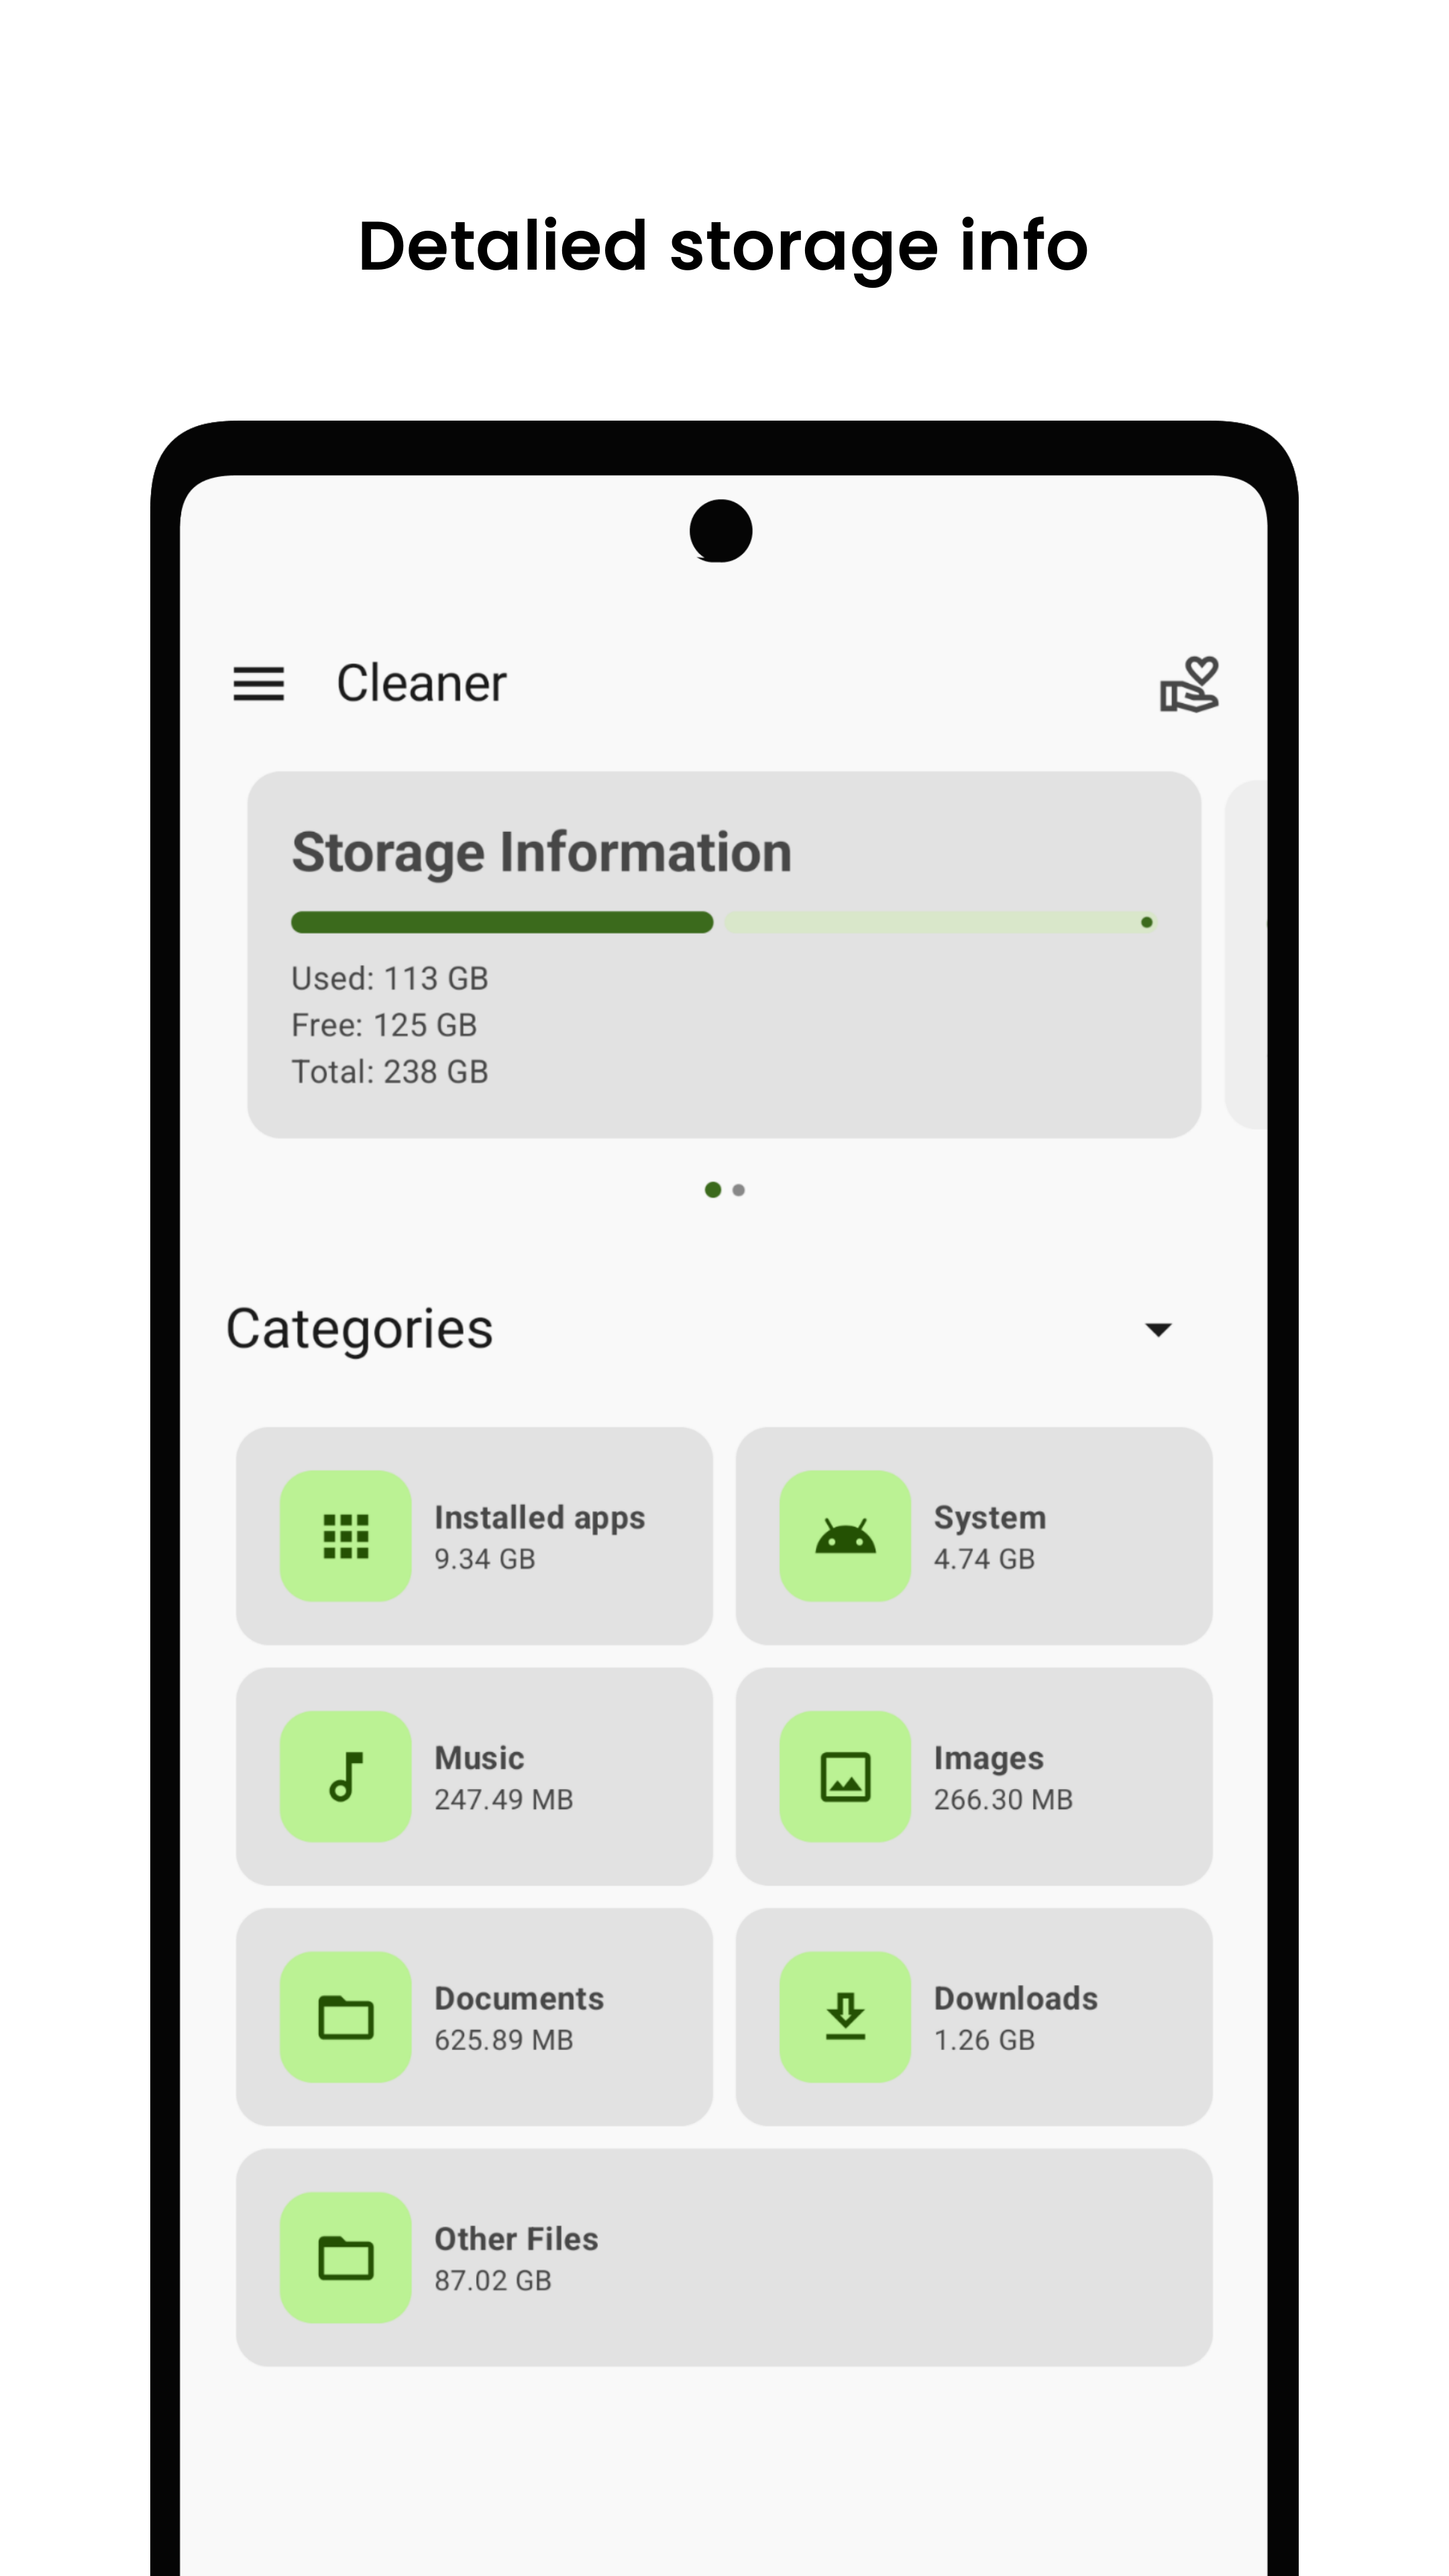 Detalied storage info
Cleaner
Storage Information
Used: 113 GB
Free: 125 GB
Total: 238 GB
Categories
Installed apps
9.34 GB
System
4.74 GB
Music
247.49 MB
Images
266.30 MB
Documents
625.89 MB
Downloads
1.26 GB
Other Files
87.02 GB